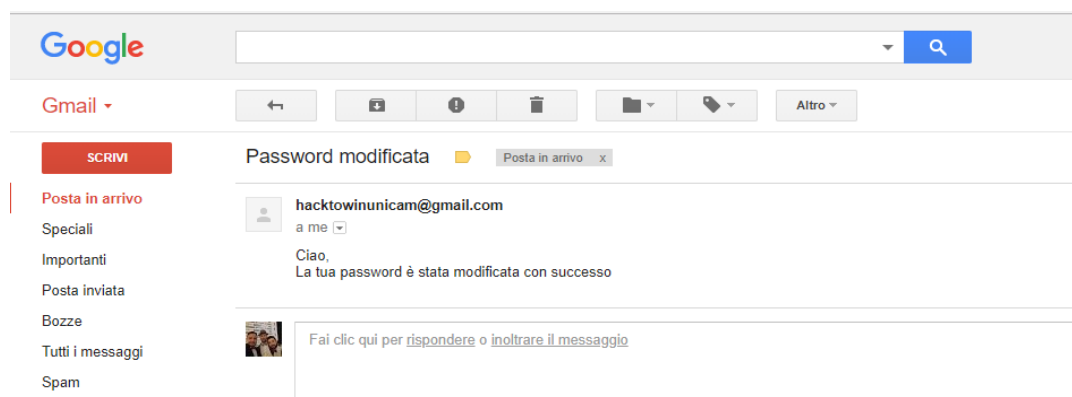 Google
Gmail
Altro
SCRIVI
Password modificata
Posta in arrivo x
Posta in arrivo
hacktowinunicam@gmail.com
Speciali
a me
Importanti
Ciao,
La tua password è stata modificata con successo
Posta inviata
Bozze
Fai clic qui per rispondere o inoltrare il messaggio
Tutti i messaggi
Spam